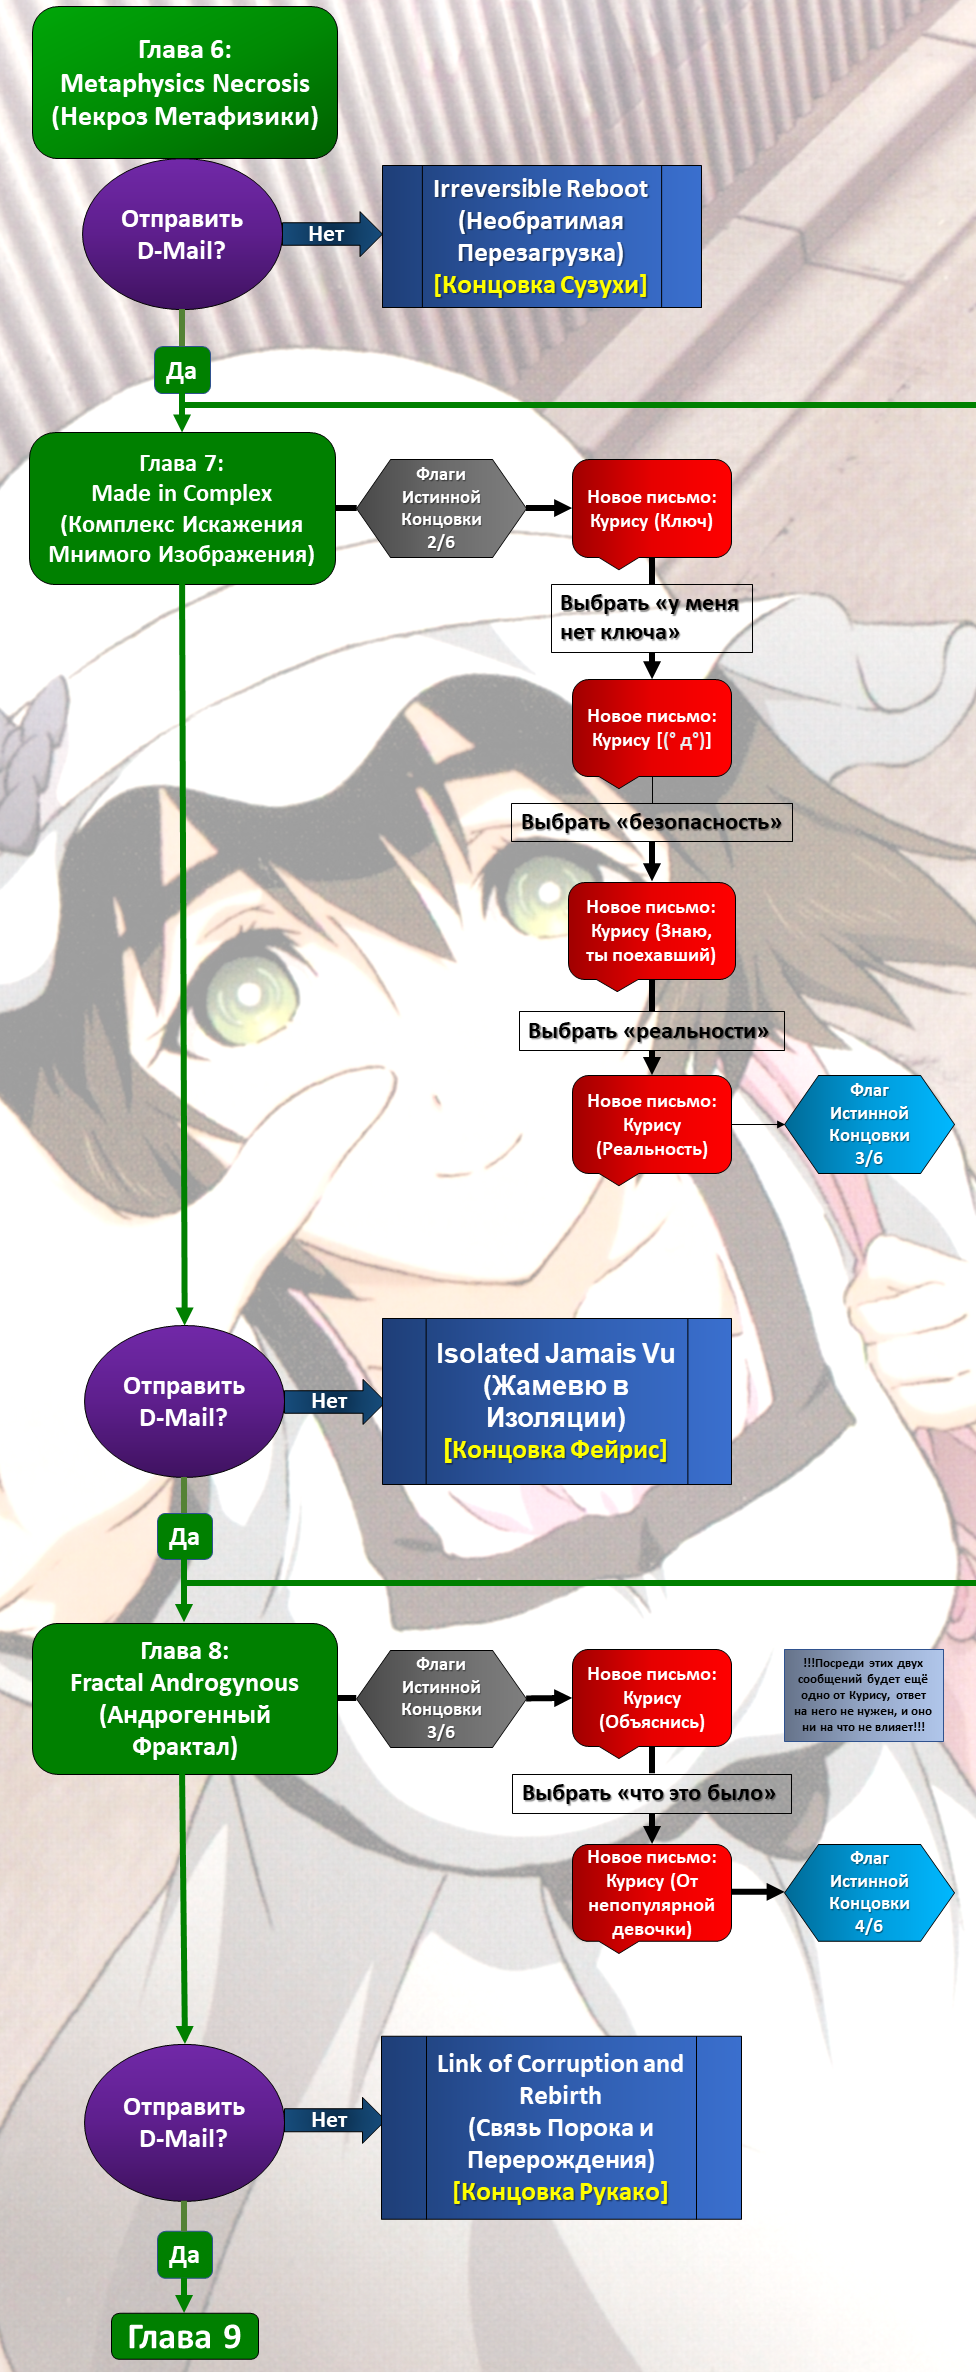 Глава 6:
Metaphysics Necrosis
(Некроз Метафизики)
Отправить
D-Mail?
Нет
Irreversible Reboot
(Необратимая
Перезагрузка)
[Концовка Сузухи]
Да
Глава 7:
Made in Complex
(Комплекс Искажения
Мнимого Изображения)
Флаги
Истинной
Концовки
2/6
Новое письмо:
Курису (Ключ)
Выбрать «у меня
нет ключа»
Новое письмо:
Курису [(° д°)]
Выбрать «безопасность»
Новое письмо:
Курису (Знаю,
ты поехавший)
Выбрать «реальности»
Новое письмо:
Курису
(Реальность)
Флаг
Истинной
Концовки
3/6
Отправить
D-Mail?
Нет
Isolated Jamais Vu
(Жамевю в
Изоляции)
[Концовка Фейрис]
Да
Глава 8:
Fractal Androgynous
(Андрогенный
Фрактал)
Флаги
Истинной
Концовки
3/6
Новое письмо:
Курису
(Объяснись)
!!!Посреди этих двух
сообщений будет ещё
одно от Курису, ответ
на него не нужен, и оно
ни на что не влияет!!!
Выбрать «что это было»
Новое письмо:
Курису (От
непопулярной
девочки)
Флаг
Истинной
Концовки
4/6
Отправить
D-Mail?
Нет
Link of Corruption and
Rebirth
(Связь Порока и
Перерождения)
[Концовка Рукако]
Да
Глава 9